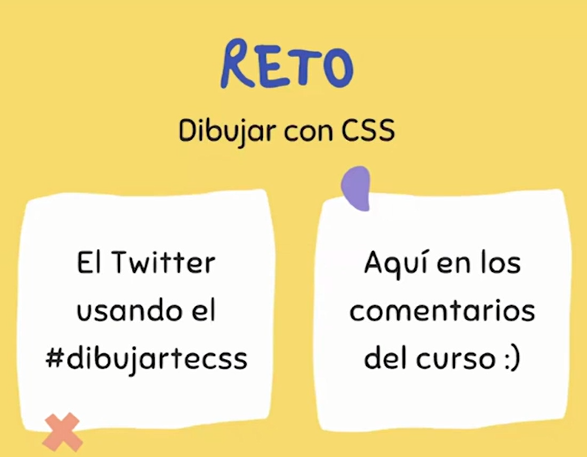 RETO
Dibujar con CSS
El Twitter
usando el
#dibujartecss
Aquí en los
comentarios
del curso :)